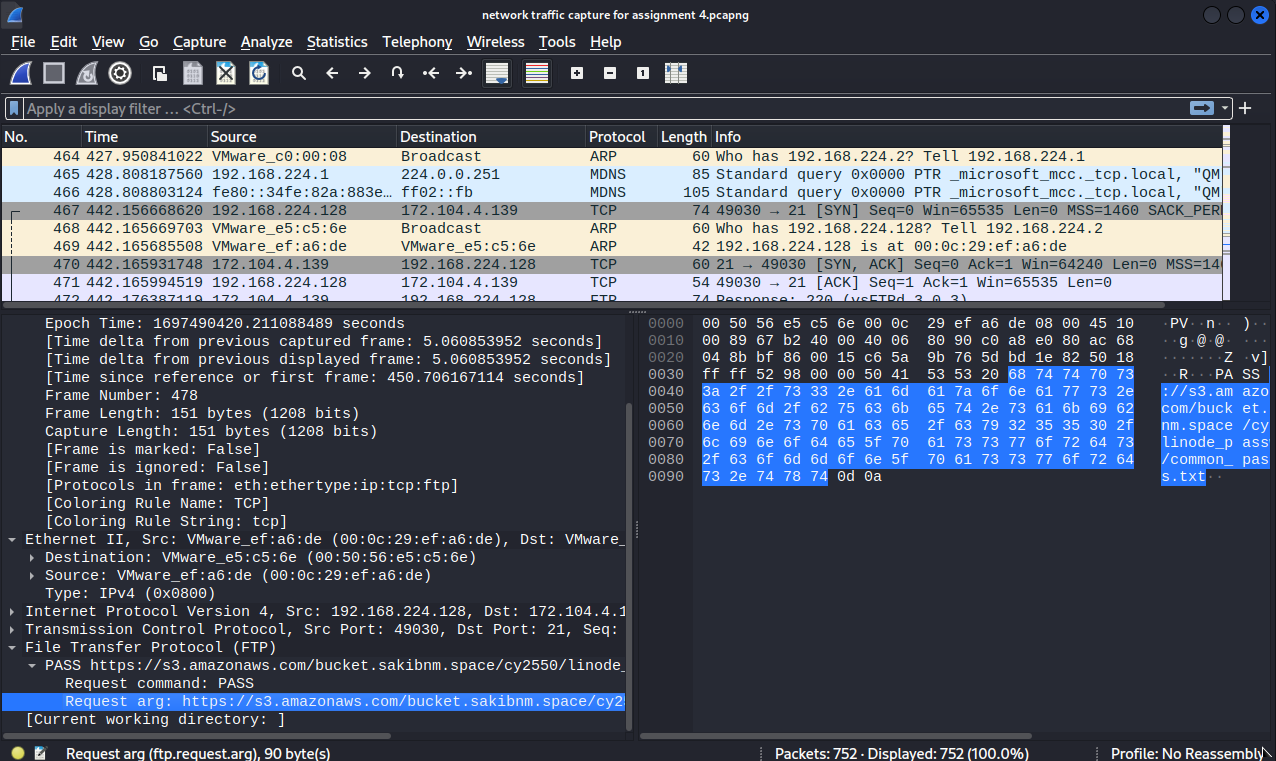 network traffic capture for assignment 4.pcapng
File Edit View Go Capture Analyze Statistics Telephony Wireless Tools Help
Apply a display filter … <Ctrl-/>
No. Time Source Destination Protocol Length Info
464 427.950841022 VMware_c0:00:08 Broadcast ARP 60 Who has 192.168.224.2? Tell 192.168.224.1
465 428.808187560 192.168.224.1 224.0.0.251 MDNS 85 Standard query 0x0000 PTR _microsoft_mcc._tcp.local, "QM
466 428.808803124 fe80::34fe:82a:883e… ff02::fb MDNS 105 Standard query 0x0000 PTR _microsoft_mcc._tcp.local, "QM
467 442.156668620 192.168.224.128 172.104.4.139 TCP 74 49030 → 21 [SYN] Seq=0 Win=65535 Len=0 MSS=1460 SACK_PER
468 442.165669703 VMware_e5:c5:6e Broadcast ARP 60 Who has 192.168.224.128? Tell 192.168.224.2
469 442.165685508 VMware_ef:a6:de VMware_e5:c5:6e ARP 42 192.168.224.128 is at 00:0c:29:ef:a6:de
470 442.165931748 172.104.4.139 192.168.224.128 TCP 60 21 → 49030 [SYN, ACK] Seq=0 Ack=1 Win=64240 Len=0 MSS=146
471 442.165994519 192.168.224.128 172.104.4.139 TCP 54 49030 → 21 [ACK] Seq=1 Ack=1 Win=65535 Len=0
472 442.176387119 172.104.4.139 192.168.224.128 FTP 74 Response: 220 (vsFTPd 3.0.3)
Epoch Time: 1697490420.211088489 seconds
[Time delta from previous captured frame: 5.060853952 seconds]
[Time delta from previous displayed frame: 5.060853952 seconds]
[Time since reference or first frame: 450.706167114 seconds]
Frame Number: 478
Frame Length: 151 bytes (1208 bits)
Capture Length: 151 bytes (1208 bits)
[Frame is marked: False]
[Frame is ignored: False]
[Protocols in frame: eth:ethertype:ip:tcp:ftp]
[Coloring Rule Name: TCP]
[Coloring Rule String: tcp]
Ethernet II, Src: VMware_ef:a6:de (00:0c:29:ef:a6:de), Dst: VMware_
Destination: VMware_e5:c5:6e (00:50:56:e5:c5:6e)
Source: VMware_ef:a6:de (00:0c:29:ef:a6:de)
Type: IPv4 (0x0800)
Internet Protocol Version 4, Src: 192.168.224.128, Dst: 172.104.4.1
Transmission Control Protocol, Src Port: 49030, Dst Port: 21, Seq:
File Transfer Protocol (FTP)
PASS https://s3.amazonaws.com/bucket.sakibnm.space/cy2550/linode_
Request command: PASS
Request arg: https://s3.amazonaws.com/bucket.sakibnm.space/cy25
[Current working directory: ]
0000 00 50 56 e5 c5 6e 00 0c 29 ef a6 de 08 00 45 10 ·PV··n·· )·
0010 00 89 67 b2 40 00 40 06 80 90 c0 a8 e0 80 ac 68 ··g·@·@· ···
0020 04 8b bf 86 00 15 c6 5a 9b 76 5d bd 1e 82 50 18 ·······Z ·v]
0030 ff ff 52 98 00 00 50 41 53 53 20 68 74 74 70 73 ··R···PA SS
0040 3a 2f 2f 73 33 2e 61 6d 61 7a 6f 6e 61 77 73 2e ://s3.am azo
0050 63 6f 6d 2f 62 75 63 6b 65 74 2e 73 61 6b 69 62 com/buck et.
0060 6e 6d 2e 73 70 61 63 65 2f 63 79 32 35 35 30 2f nm.space /cy
0070 6c 69 6e 6f 64 65 5f 70 61 73 73 77 6f 72 64 73 linode_p ass
0080 2f 63 6f 6d 6d 6f 6e 5f 70 61 73 73 77 6f 72 64 /common_ pas
0090 73 2e 74 78 74 0d 0a s.txt··
Request arg (ftp.request.arg), 90 byte(s) Packets: 752 · Displayed: 752 (100.0%) Profile: No Reassembly